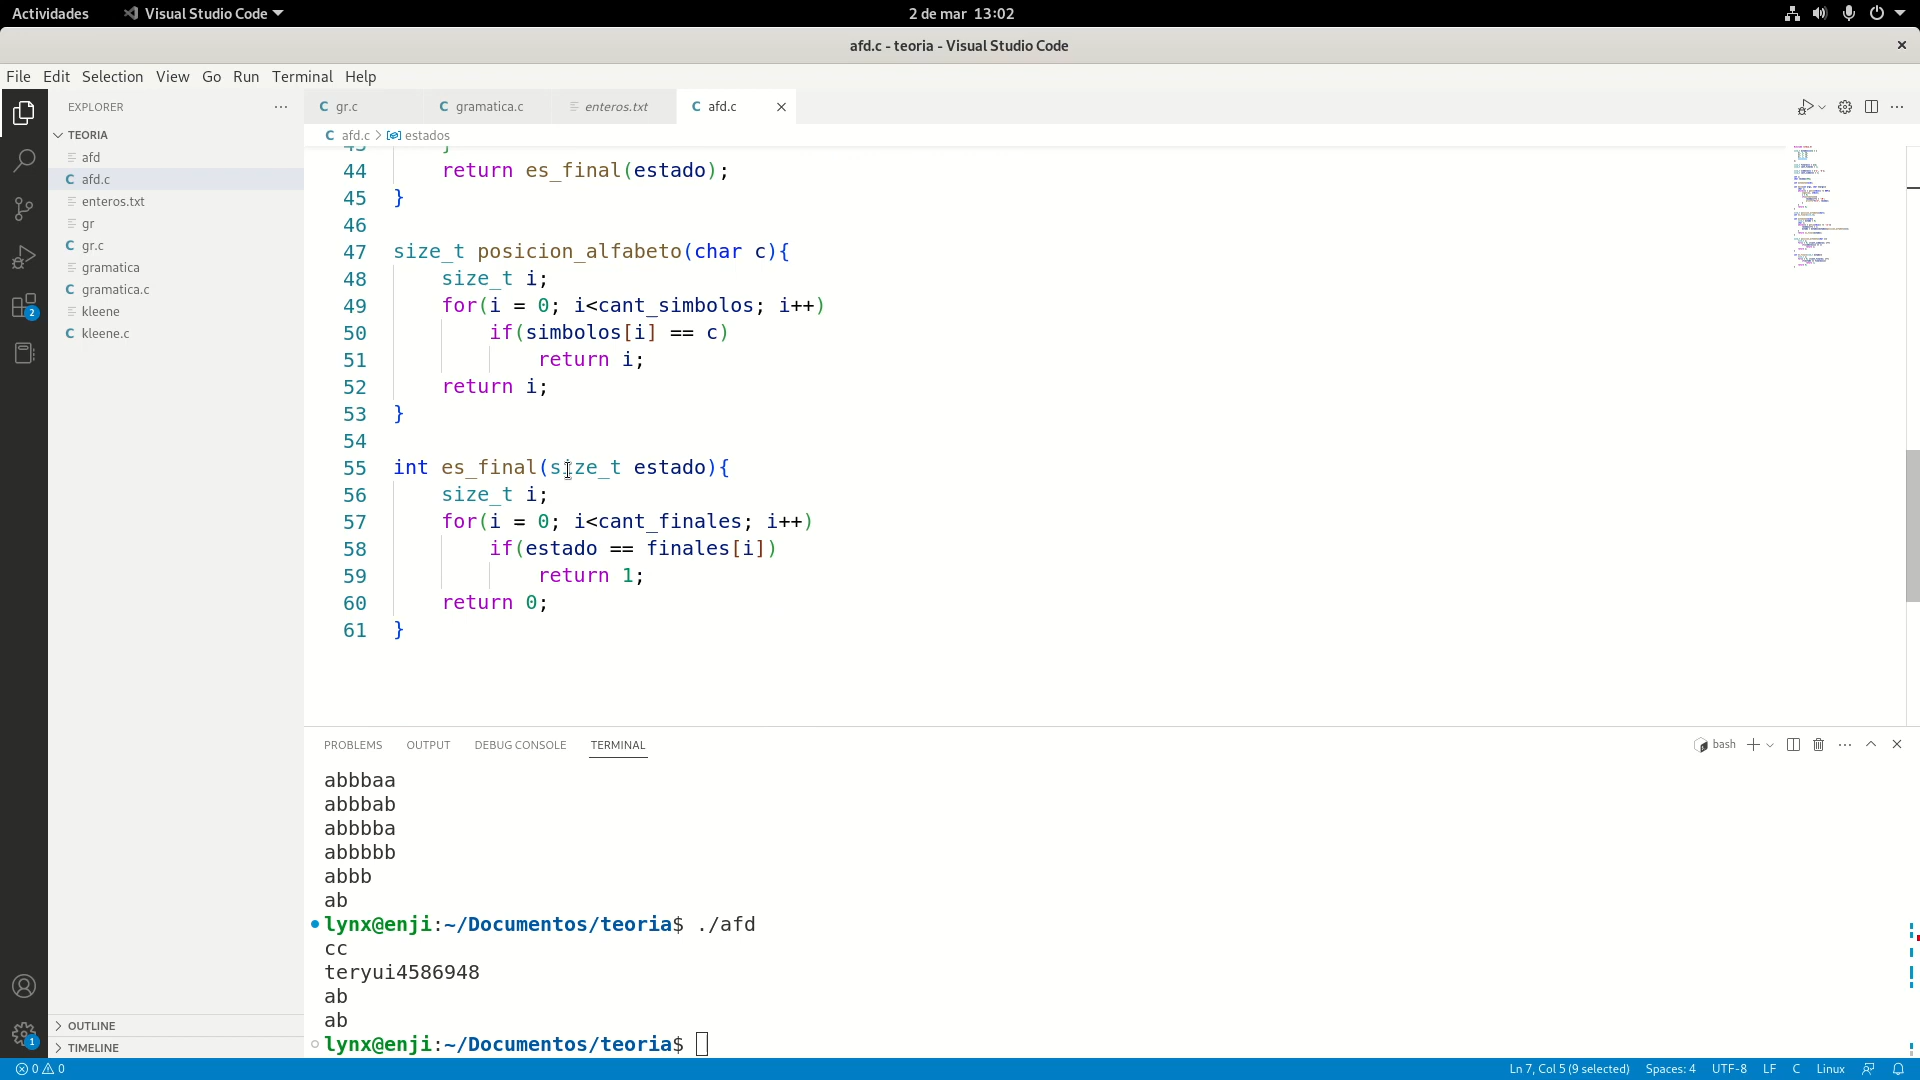 Actividades
Visual Studio Code
2 de mar 13:02
afd.c - teoria - Visual Studio Code
File Edit Selection View Go Run Terminal Help
EXPLORER
TEORIA
afd
C afd.c
enteros.txt
gr
C gr.c
gramatica
C gramatica.c
kleene
C kleene.c
OUTLINE
TIMELINE
2
1
C gr.c
C gramatica.c
enteros.txt
C afd.c
C afd.c > estados
43 }
44 return es_final(estado);
45 }
46
47 size_t posicion_alfabeto(char c){
48 size_t i;
49 for(i = 0; i<cant_simbolos; i++)
50 if(simbolos[i] == c)
51 return i;
52 return i;
53 }
54
55 int es_final(size_t estado){
56 size_t i;
57 for(i = 0; i<cant_finales; i++)
58 if(estado == finales[i])
59 return 1;
60 return 0;
61 }
PROBLEMS OUTPUT DEBUG CONSOLE TERMINAL
bash
abbbaa
abbbab
abbbba
abbbbb
abbb
ab
lynx@enji:~/Documentos/teoria$ ./afd
cc
teryui4586948
ab
ab
lynx@enji:~/Documentos/teoria$
0 0
Ln 7, Col 5 (9 selected) Spaces: 4 UTF-8 LF C Linux